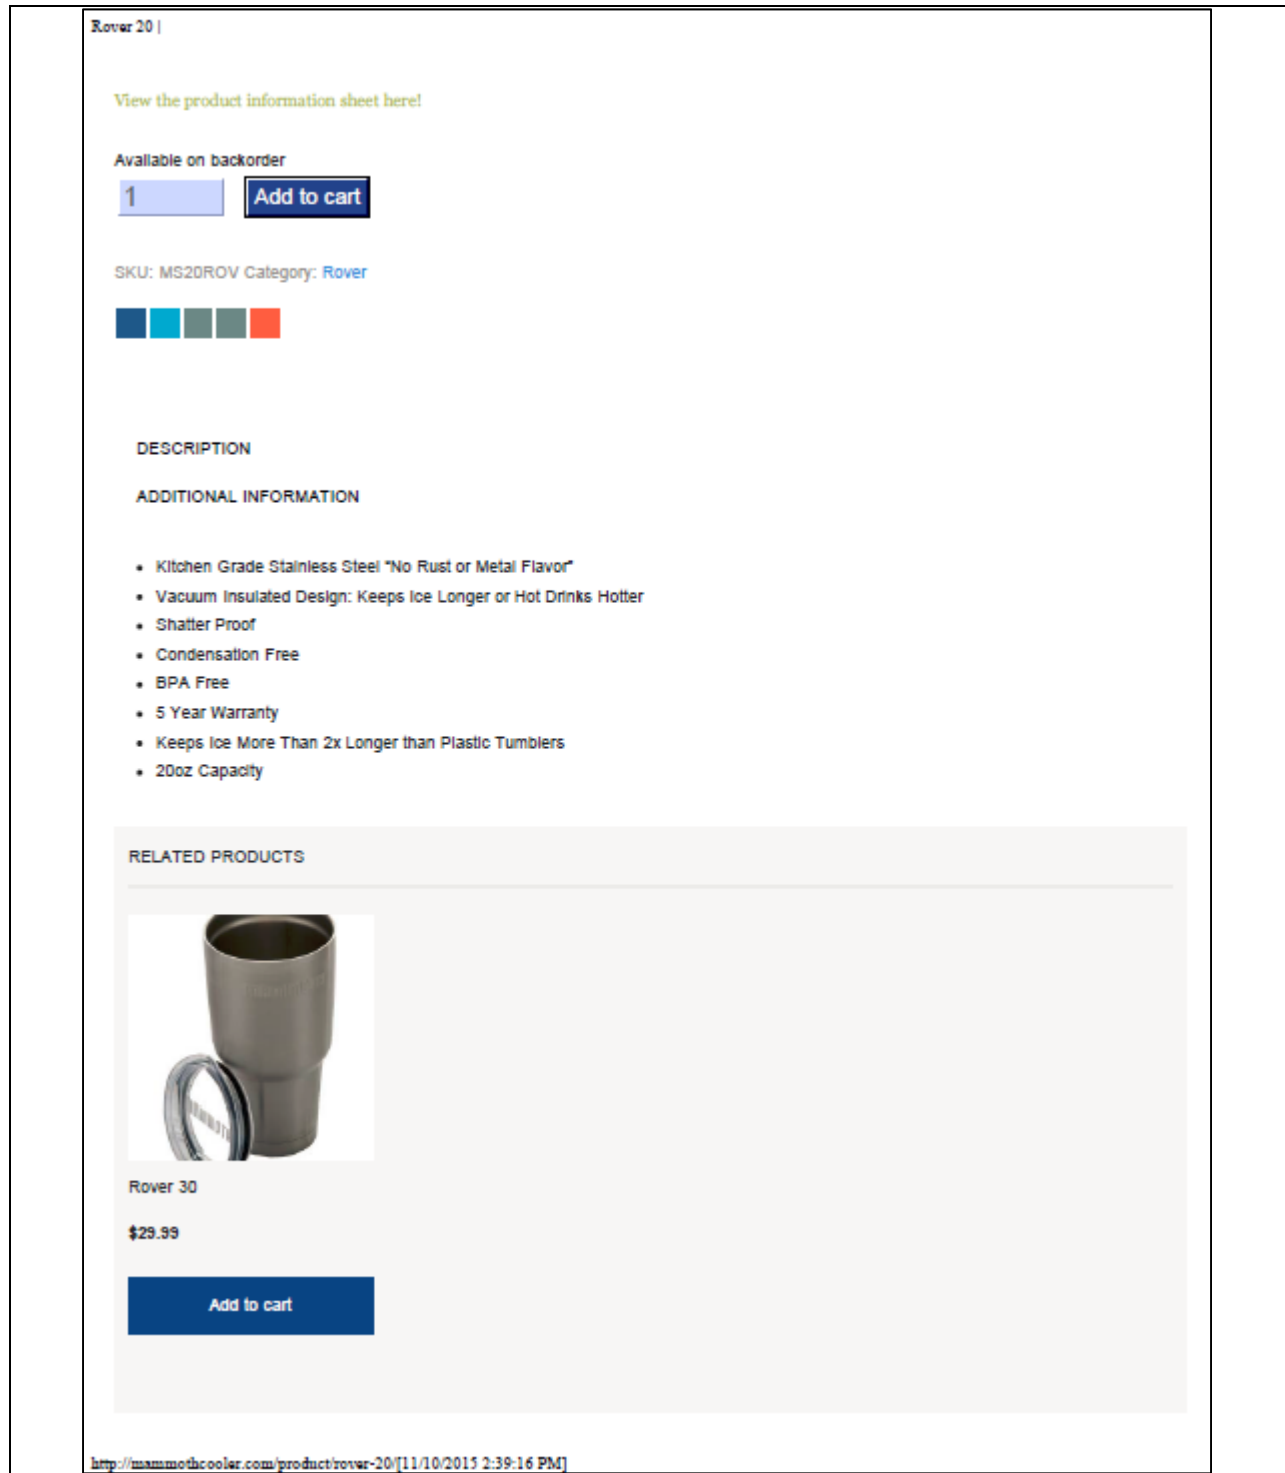 Rover 20 |
View the product information sheet here!
Available on backorder
1
Add to cart
SKU: MS20ROV Category: Rover
DESCRIPTION
ADDITIONAL INFORMATION
• Kitchen Grade Stainless Steel "No Rust or Metal Flavor"
• Vacuum Insulated Design: Keeps Ice Longer or Hot Drinks Hotter
• Shatter Proof
• Condensation Free
• BPA Free
• 5 Year Warranty
• Keeps Ice More Than 2x Longer than Plastic Tumblers
• 20oz Capacity
RELATED PRODUCTS
Rover 30
$29.99
Add to cart
http://mammothcooler.com/product/rover-20/[11/10/2015 2:39:16 PM]